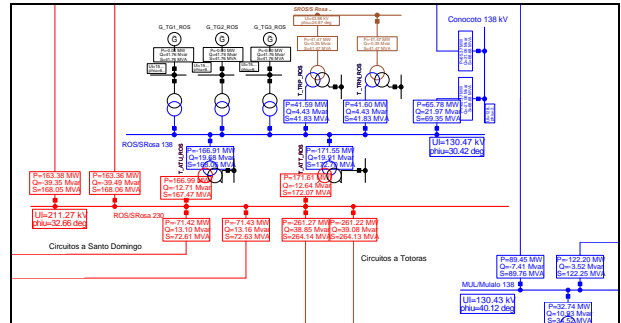 SROS/S Rosa...
G_TG1_ROS
G_TG2_ROS
G_TG3_ROS
G
G
G
Conocoto 138 kV
T_TRP_ROS
T_TRN_ROS
P=41.59 MW
Q=4.43 Mvar
S=41.83 MVA
P=41.60 MW
Q=4.43 Mvar
S=41.83 MVA
P=65.78 MW
Q=21.97 Mvar
S=69.35 MVA
ROS/SRosa 138
Ul=130.47 kV
phiu=30.42 deg
T_ATU_ROS
P=-166.91 MW
Q=19.68 Mvar
T_ATT_ROS
P=-171.55 MW
Q=19.91 Mvar
P=163.38 MW
Q=-39.35 Mvar
S=168.05 MVA
P=163.36 MW
Q=-39.49 Mvar
S=168.06 MVA
P=166.99 MW
Q=-12.71 Mvar
S=167.47 MVA
P=171.61 MW
Q=-12.64 Mvar
S=172.07 MVA
Ul=211.27 kV
phiu=32.66 deg
ROS/SRosa 230
P=-71.42 MW
Q=13.10 Mvar
S=72.61 MVA
P=-71.43 MW
Q=13.16 Mvar
S=72.63 MVA
P=-261.27 MW
Q=38.85 Mvar
S=264.14 MVA
P=-261.22 MW
Q=39.08 Mvar
S=264.13 MVA
Circuitos a Santo Domingo
Circuitos a Totoras
P=89.45 MW
Q=-7.41 Mvar
S=89.76 MVA
P=-122.20 MW
Q=-3.52 Mvar
S=122.25 MVA
MUL/Mulalo 138
Ul=130.43 kV
phiu=40.12 deg
P=32.74 MW
Q=10.93 Mvar
S=34.52 MVA